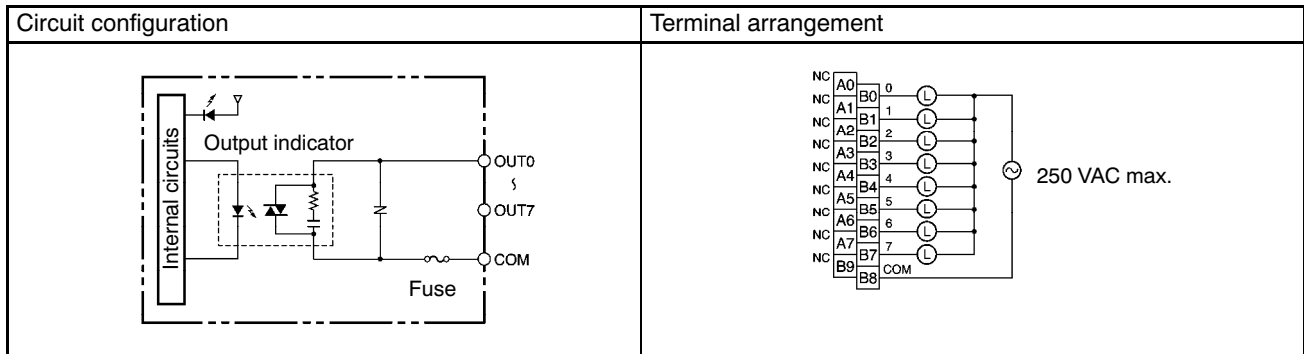 Circuit configuration
Terminal arrangement
Internal circuits
Output indicator
OUT0
OUT7
COM
Fuse
NC A0 B0 0 L
NC A1 B1 1 L
NC A2 B2 2 L
NC A3 B3 3 L
NC A4 B4 4 L
NC A5 B5 5 L
NC A6 B6 6 L
NC A7 B7 7 L
NC B9 B8 COM
250 VAC max.